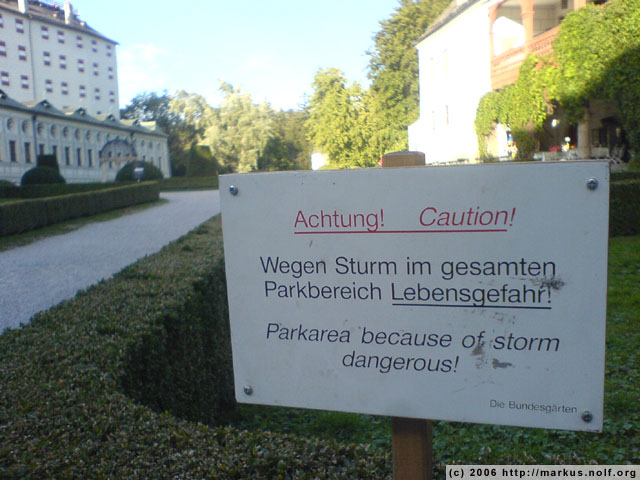 Achtung! Caution!
Wegen Sturm im gesamten
Parkbereich Lebensgefahr!
Parkarea because of storm
dangerous!
Die Bundesgärten
(c) 2006 http://markus.nolf.org